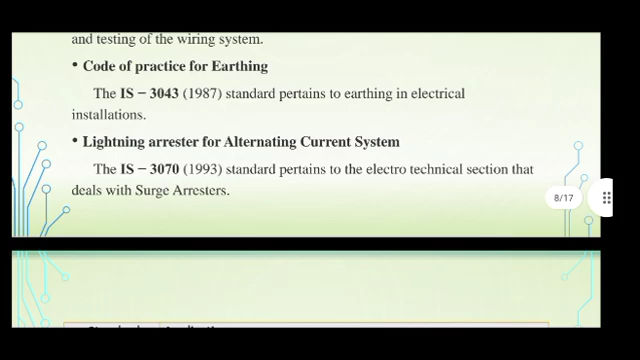 and testing of the wiring system.
• Code of practice for Earthing
The IS – 3043 (1987) standard pertains to earthing in electrical
installations.
• Lightning arrester for Alternating Current System
The IS – 3070 (1993) standard pertains to the electro technical section that
deals with Surge Arresters.
8/17